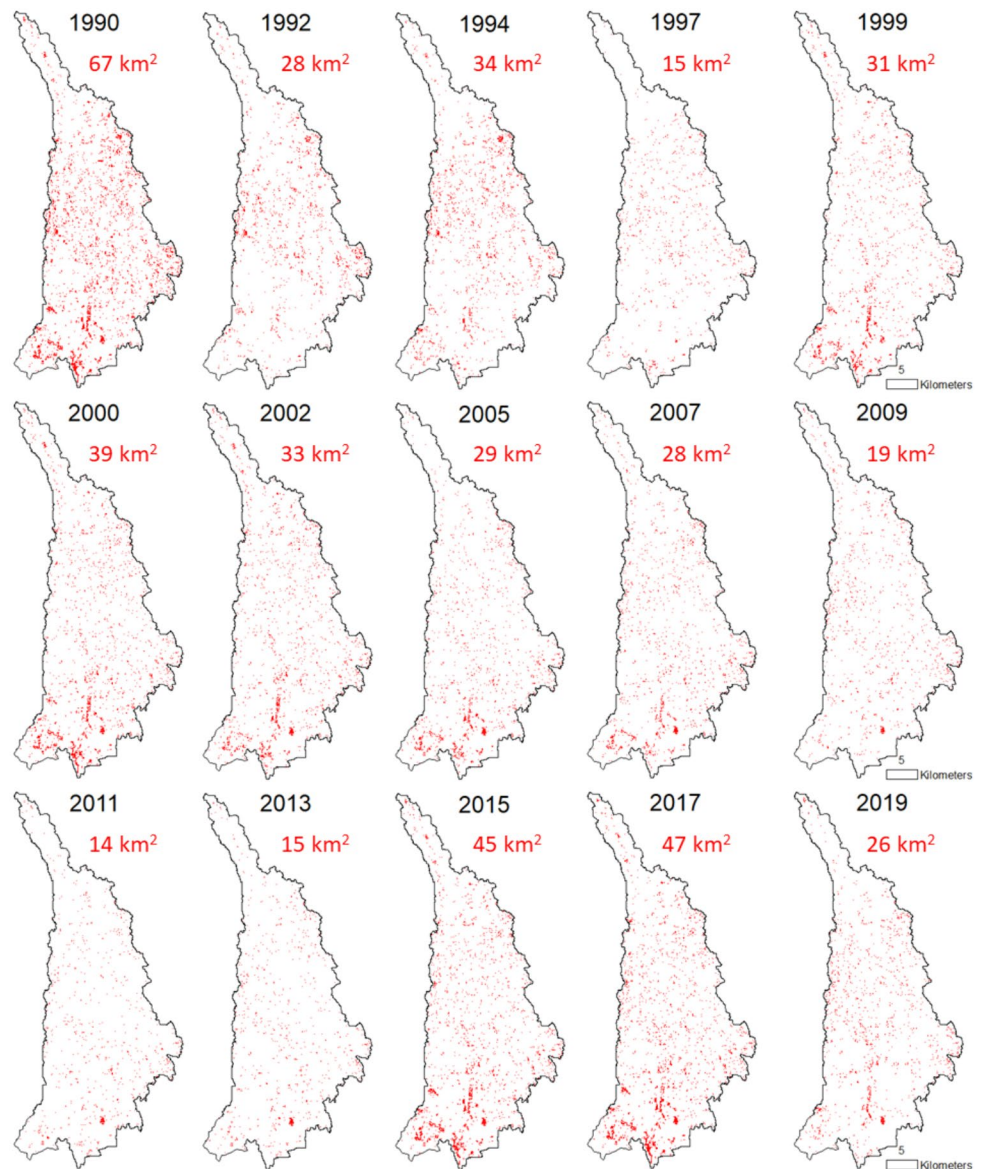 1990 1992 1994 1997 1999
67 km² 28 km² 34 km² 15 km² 31 km²
5
Kilometers
2000 2002 2005 2007 2009
39 km² 33 km² 29 km² 28 km² 19 km²
5
Kilometers
2011 2013 2015 2017 2019
14 km² 15 km² 45 km² 47 km² 26 km²
5
Kilometers